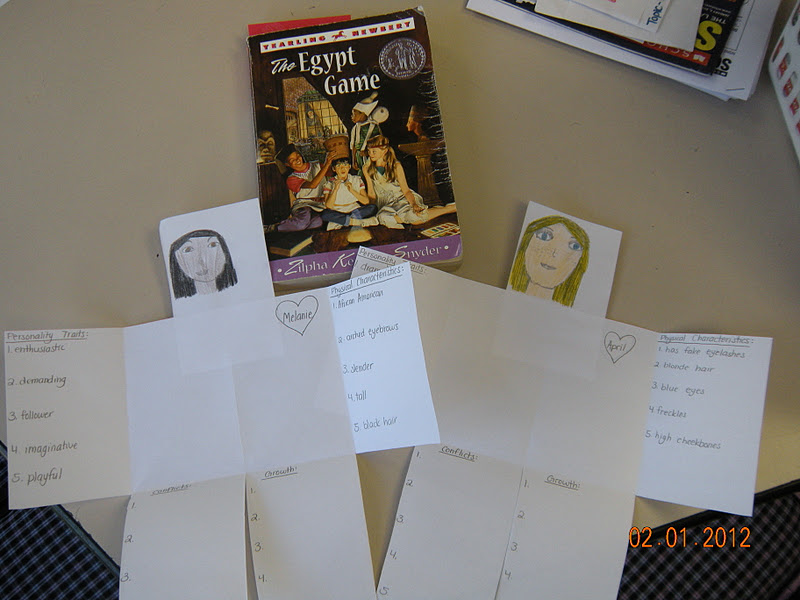 YEARLING NEWBERY
The Egypt
Game
Zilpha Snyder
Melanie
Personality Traits:
1. enthusiastic
2. demanding
3. follower
4. imaginative
5. playful
Physical Characteristics:
1. African American
2. orchid eyebrows
3. slender
4. tall
5. black hair
Conflicts:
1.
2.
3.
Growth:
1.
2.
3.
4.
Personality Traits:
April
Physical Characteristics:
1. has fake eyelashes
2. blonde hair
3. blue eyes
4. freckles
5. high cheekbones
Conflicts:
1.
2.
3.
4.
5
Growth:
1.
2.
3.
4.
TOPIC
02.01.2012